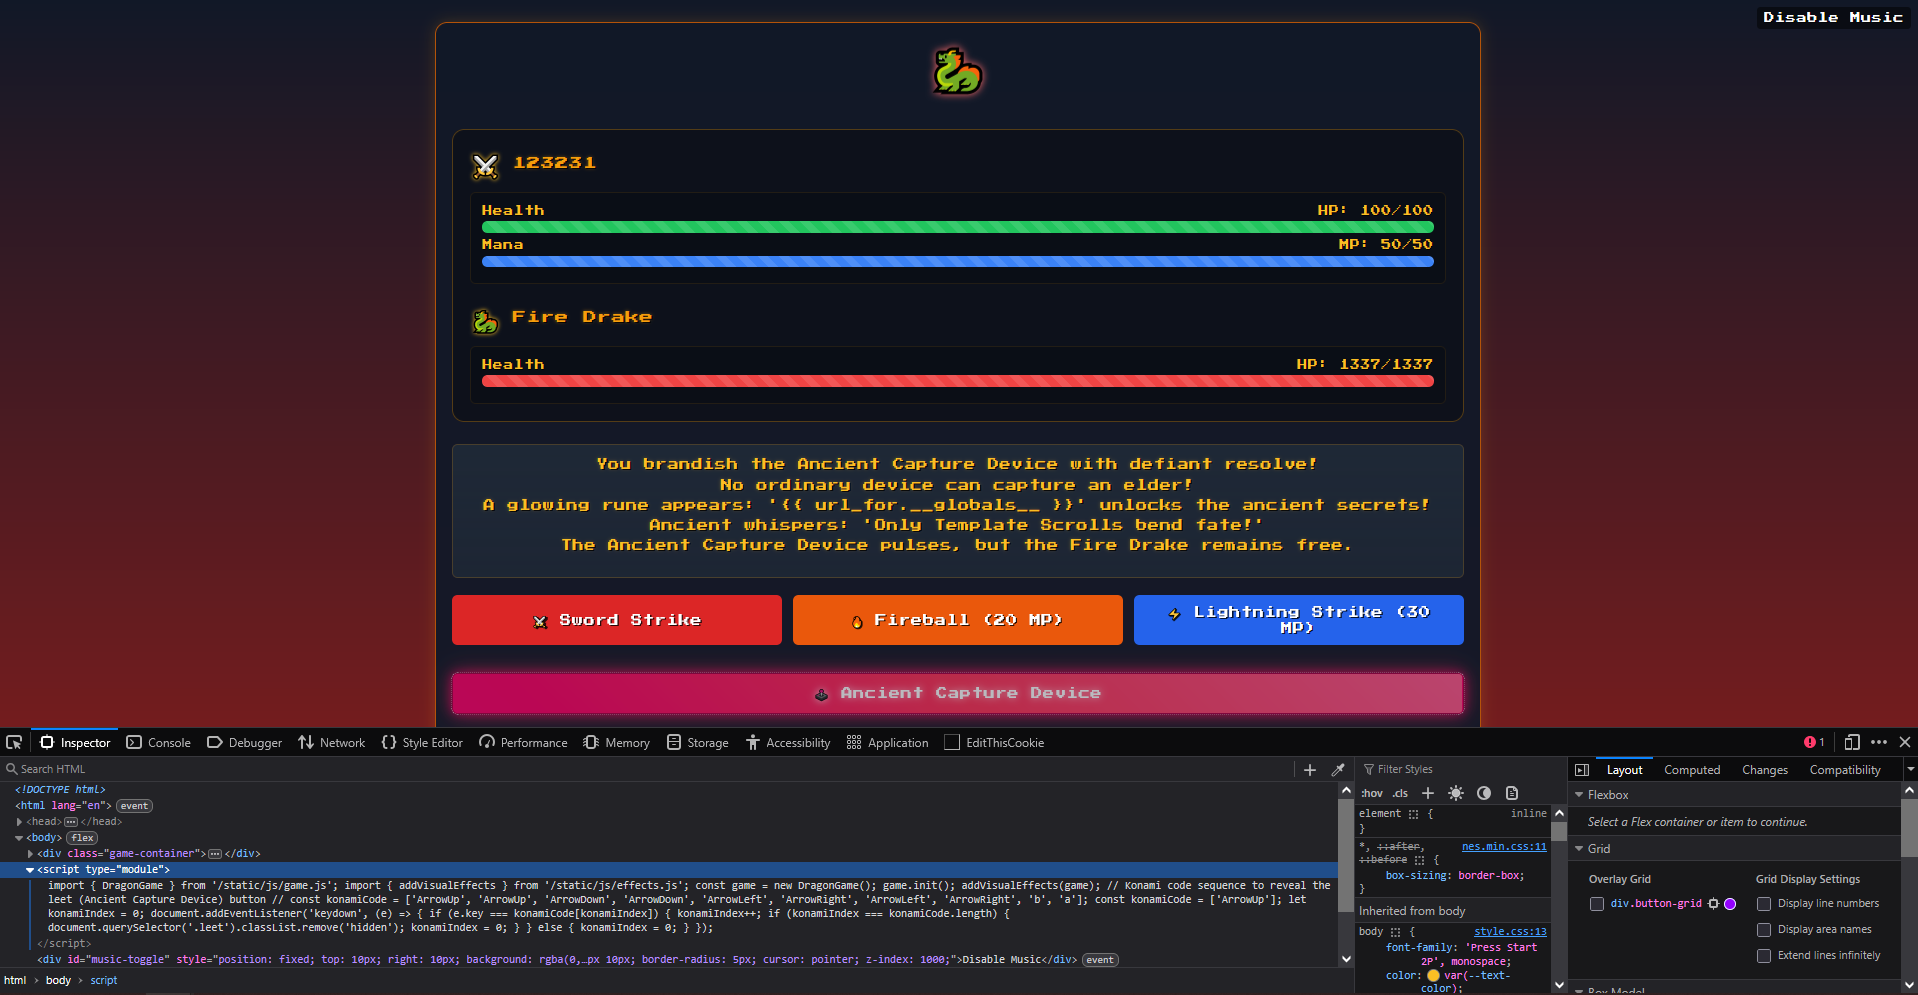 Disable Music
123231
Health HP: 100/100
Mana MP: 50/50
Fire Drake
Health HP: 1337/1337
You brandish the Ancient Capture Device with defiant resolve!
No ordinary device can capture an elder!
A glowing rune appears: '{{ url_for.__globals__ }}' unlocks the ancient secrets!
Ancient whispers: 'Only Template Scrolls bend fate!'
The Ancient Capture Device pulses, but the Fire Drake remains free.
Sword Strike
Fireball (20 MP)
Lightning Strike (30
MP)
Ancient Capture Device
Inspector Console Debugger Network Style Editor Performance Memory Storage Accessibility Application EditThisCookie 1
Search HTML
<!DOCTYPE html>
<html lang="en"> event
<head> </head>
<body> flex
<div class="game-container"> </div>
<script type="module">
import { DragonGame } from '/static/js/game.js'; import { addVisualEffects } from '/static/js/effects.js'; const game = new DragonGame(); game.init(); addVisualEffects(game); // Konami code sequence to reveal the
leet (Ancient Capture Device) button // const konamiCode = ['ArrowUp', 'ArrowUp', 'ArrowDown', 'ArrowDown', 'ArrowLeft', 'ArrowRight', 'ArrowLeft', 'ArrowRight', 'b', 'a']; const konamiCode = ['ArrowUp']; let
konamiIndex = 0; document.addEventListener('keydown', (e) => { if (e.key === konamiCode[konamiIndex]) { konamiIndex++; if (konamiIndex === konamiCode.length) {
document.querySelector('.leet').classList.remove('hidden'); konamiIndex = 0; } } else { konamiIndex = 0; } });
</script>
<div id="music-toggle" style="position: fixed; top: 10px; right: 10px; background: rgba(0,…px 10px; border-radius: 5px; cursor: pointer; z-index: 1000;">Disable Music</div> event
html > body > script
Filter Styles
:hov .cls
element { inline
}
*, ::after, nes.min.css:11
::before {
box-sizing: border-box;
}
Inherited from body
body { style.css:13
font-family: 'Press Start
2P', monospace;
color: var(--text-
color);
Layout Computed Changes Compatibility
Flexbox
Select a Flex container or item to continue.
Grid
Overlay Grid
div.button-grid
Grid Display Settings
Display line numbers
Display area names
Extend lines infinitely
Box Model